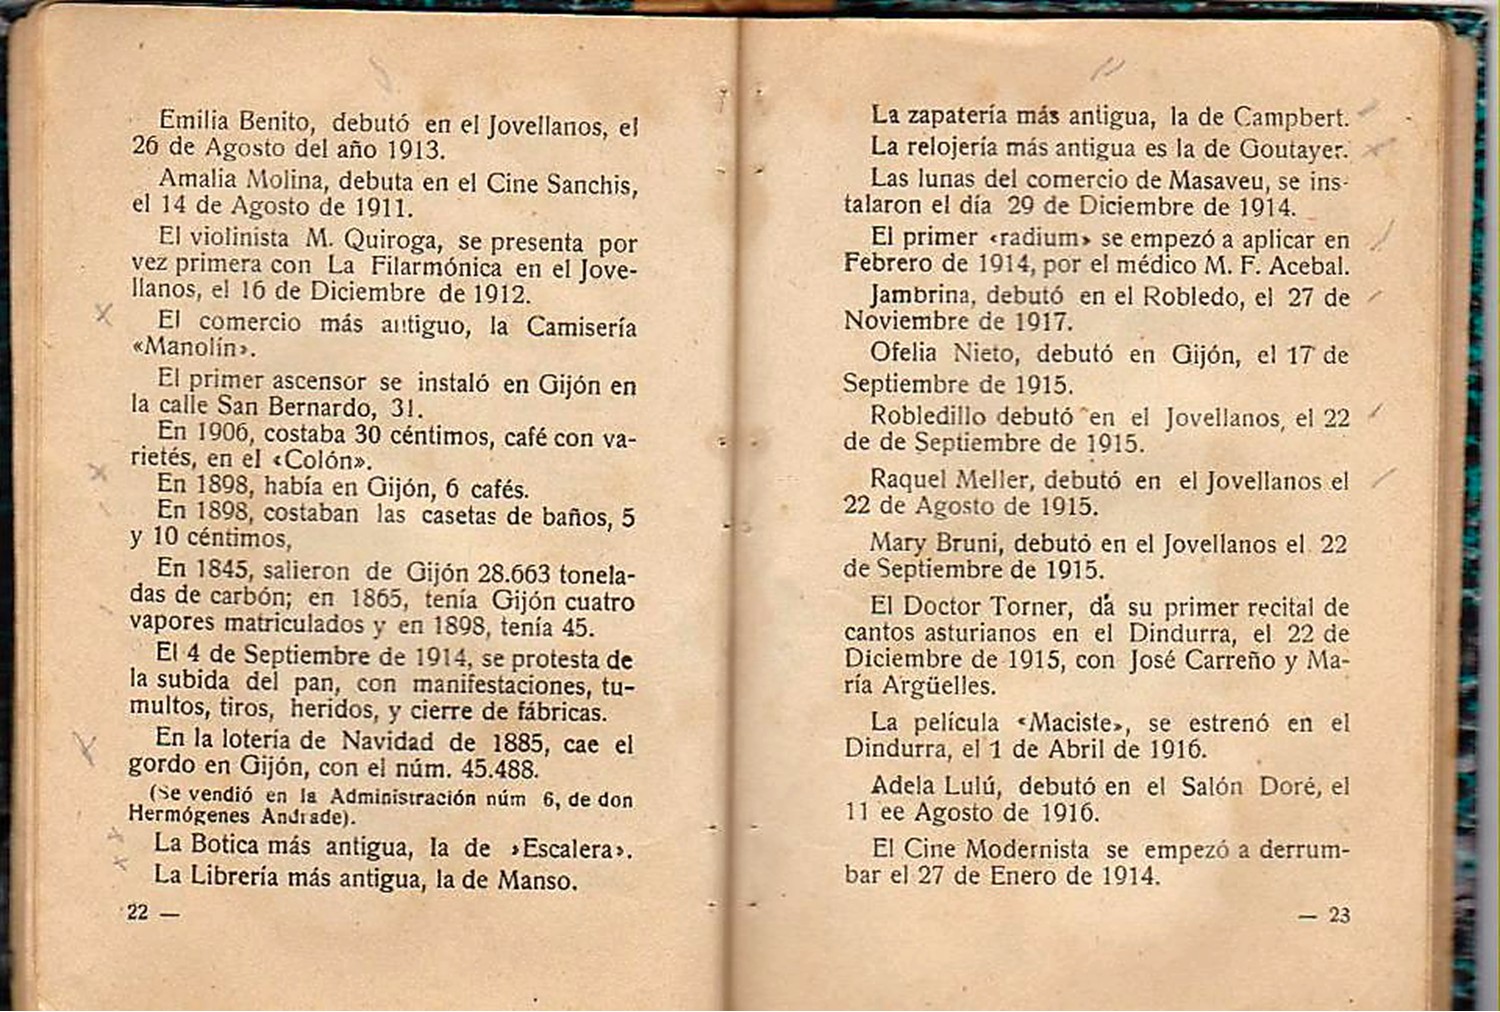 Emilia Benito, debutó en el Jovellanos, el
26 de Agosto del año 1913.
Amalia Molina, debuta en el Cine Sanchis,
el 14 de Agosto de 1911.
El violinista M. Quiroga, se presenta por
vez primera con La Filarmónica en el Jove-
llanos, el 16 de Diciembre de 1912.
El comercio más antiguo, la Camisería
«Manolín».
El primer ascensor se instaló en Gijón en
la calle San Bernardo, 31.
En 1906, costaba 30 céntimos, café con va-
rietés, en el «Colón».
En 1898, había en Gijón, 6 cafés.
En 1898, costaban las casetas de baños, 5
y 10 céntimos,
En 1845, salieron de Gijón 28.663 tonela-
das de carbón; en 1865, tenía Gijón cuatro
vapores matriculados y en 1898, tenía 45.
El 4 de Septiembre de 1914, se protesta de
la subida del pan, con manifestaciones, tu-
multos, tiros, heridos, y cierre de fábricas.
En la lotería de Navidad de 1885, cae el
gordo en Gijón, con el núm. 45.488.
(Se vendió en la Administración núm 6, de don
Hermógenes Andrade).
La Botica más antigua, la de »Escalera».
La Librería más antigua, la de Manso.
22 —
La zapatería más antigua, la de Campbert.
La relojería más antigua es la de Goutayer.
Las lunas del comercio de Masaveu, se ins-
talaron el día 29 de Diciembre de 1914.
El primer «radium» se empezó a aplicar en
Febrero de 1914, por el médico M. F. Acebal.
Jambrina, debutó en el Robledo, el 27 de
Noviembre de 1917.
Ofelia Nieto, debutó en Gijón, el 17 de
Septiembre de 1915.
Robledillo debutó en el Jovellanos, el 22
de de Septiembre de 1915.
Raquel Meller, debutó en el Jovellanos el
22 de Agosto de 1915.
Mary Bruni, debutó en el Jovellanos el 22
de Septiembre de 1915.
El Doctor Torner, dá su primer recital de
cantos asturianos en el Dindurra, el 22 de
Diciembre de 1915, con José Carreño y Ma-
ría Argüelles.
La película «Maciste», se estrenó en el
Dindurra, el 1 de Abril de 1916.
Adela Lulú, debutó en el Salón Doré, el
11 ee Agosto de 1916.
El Cine Modernista se empezó a derrum-
bar el 27 de Enero de 1914.
— 23